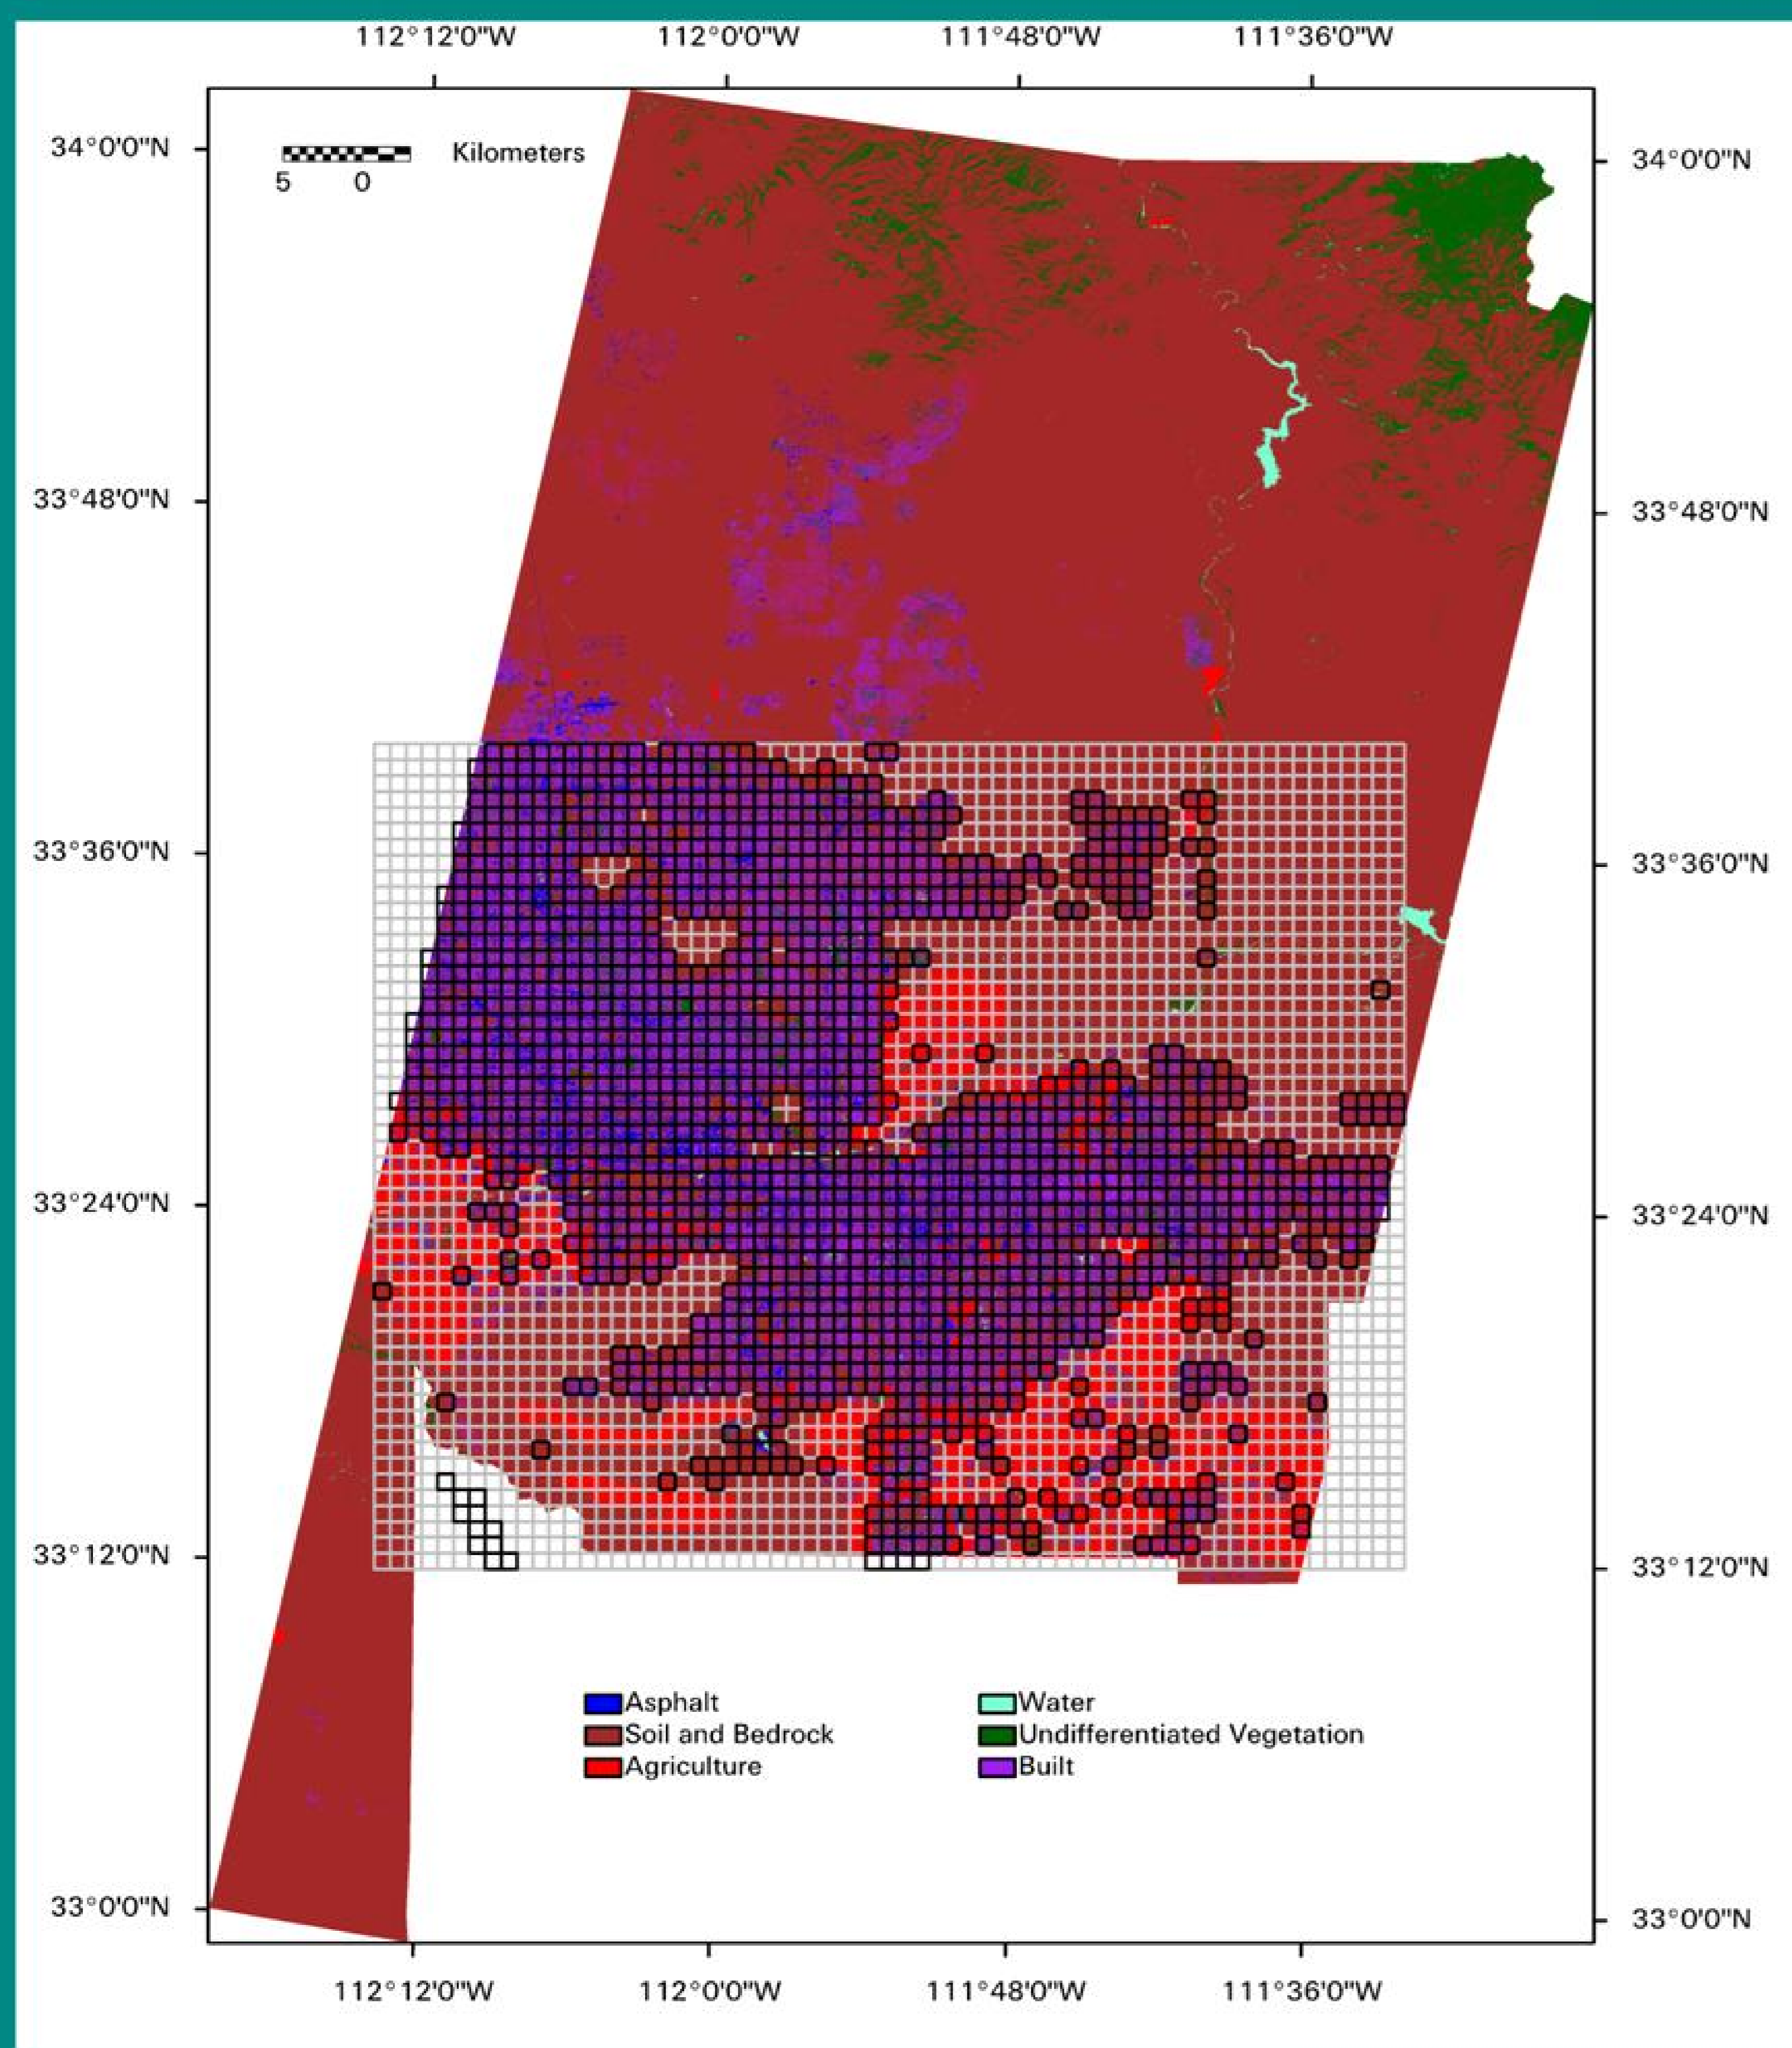 112°12'0"W 112°0'0"W 111°48'0"W 111°36'0"W
34°0'0"N
Kilometers
34°0'0"N
5 0
33°48'0"N 33°48'0"N
33°36'0"N 33°36'0"N
33°24'0"N 33°24'0"N
33°12'0"N 33°12'0"N
Asphalt Water
Soil and Bedrock Undifferentiated Vegetation
Agriculture Built
33°0'0"N 33°0'0"N
112°12'0"W 112°0'0"W 111°48'0"W 111°36'0"W